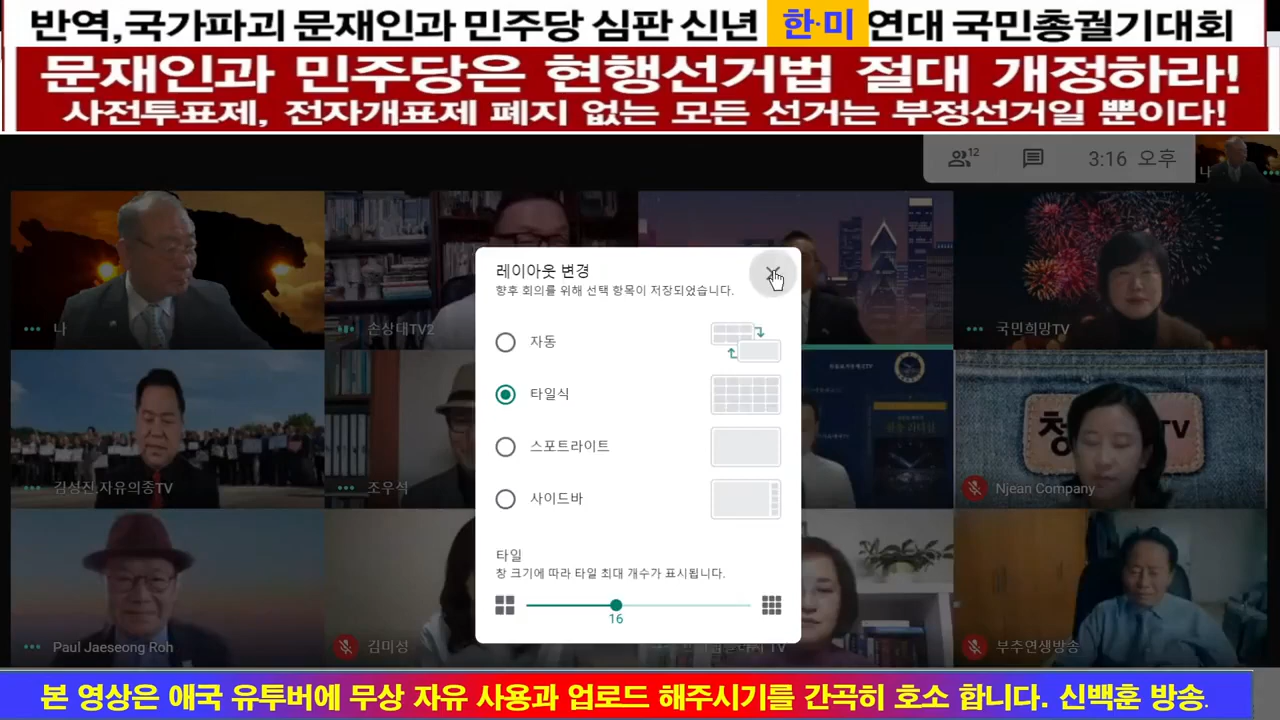 반역,국가파괴 문재인과 민주당 심판 신년 한·미 연대 국민총궐기대회
문재인과 민주당은 현행선거법 절대 개정하라!
사전투표제, 전자개표제 폐지 없는 모든 선거는 부정선거일 뿐이다!
12
3:16 오후
나
나
손상대TV2
국민희망TV
레이아웃 변경
향후 회의를 위해 선택 항목이 저장되었습니다.
자동
타일식
스포트라이트
사이드바
타일
창 크기에 따라 타일 최대 개수가 표시됩니다.
16
김성진.자유의종TV
조우석
청 TV
Njean Company
Paul Jaeseong Roh
김미성
TV
부추연생방송
본 영상은 애국 유투버에 무상 자유 사용과 업로드 해주시기를 간곡히 호소 합니다. 신백훈 방송.